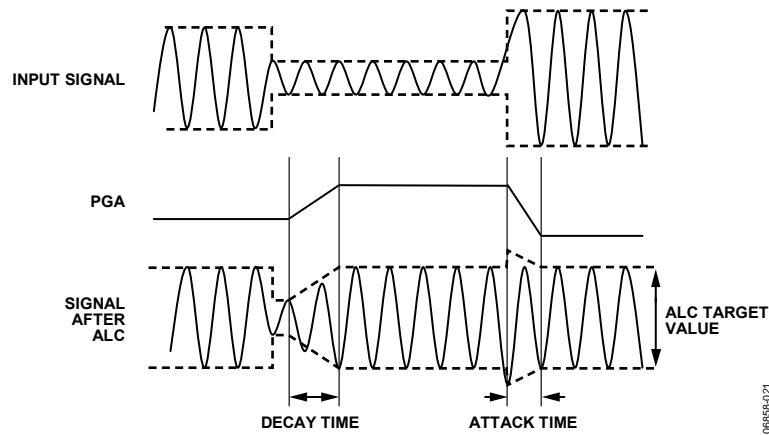 INPUT SIGNAL
PGA
SIGNAL
AFTER
ALC
ALC TARGET
VALUE
DECAY TIME
ATTACK TIME
06858-021